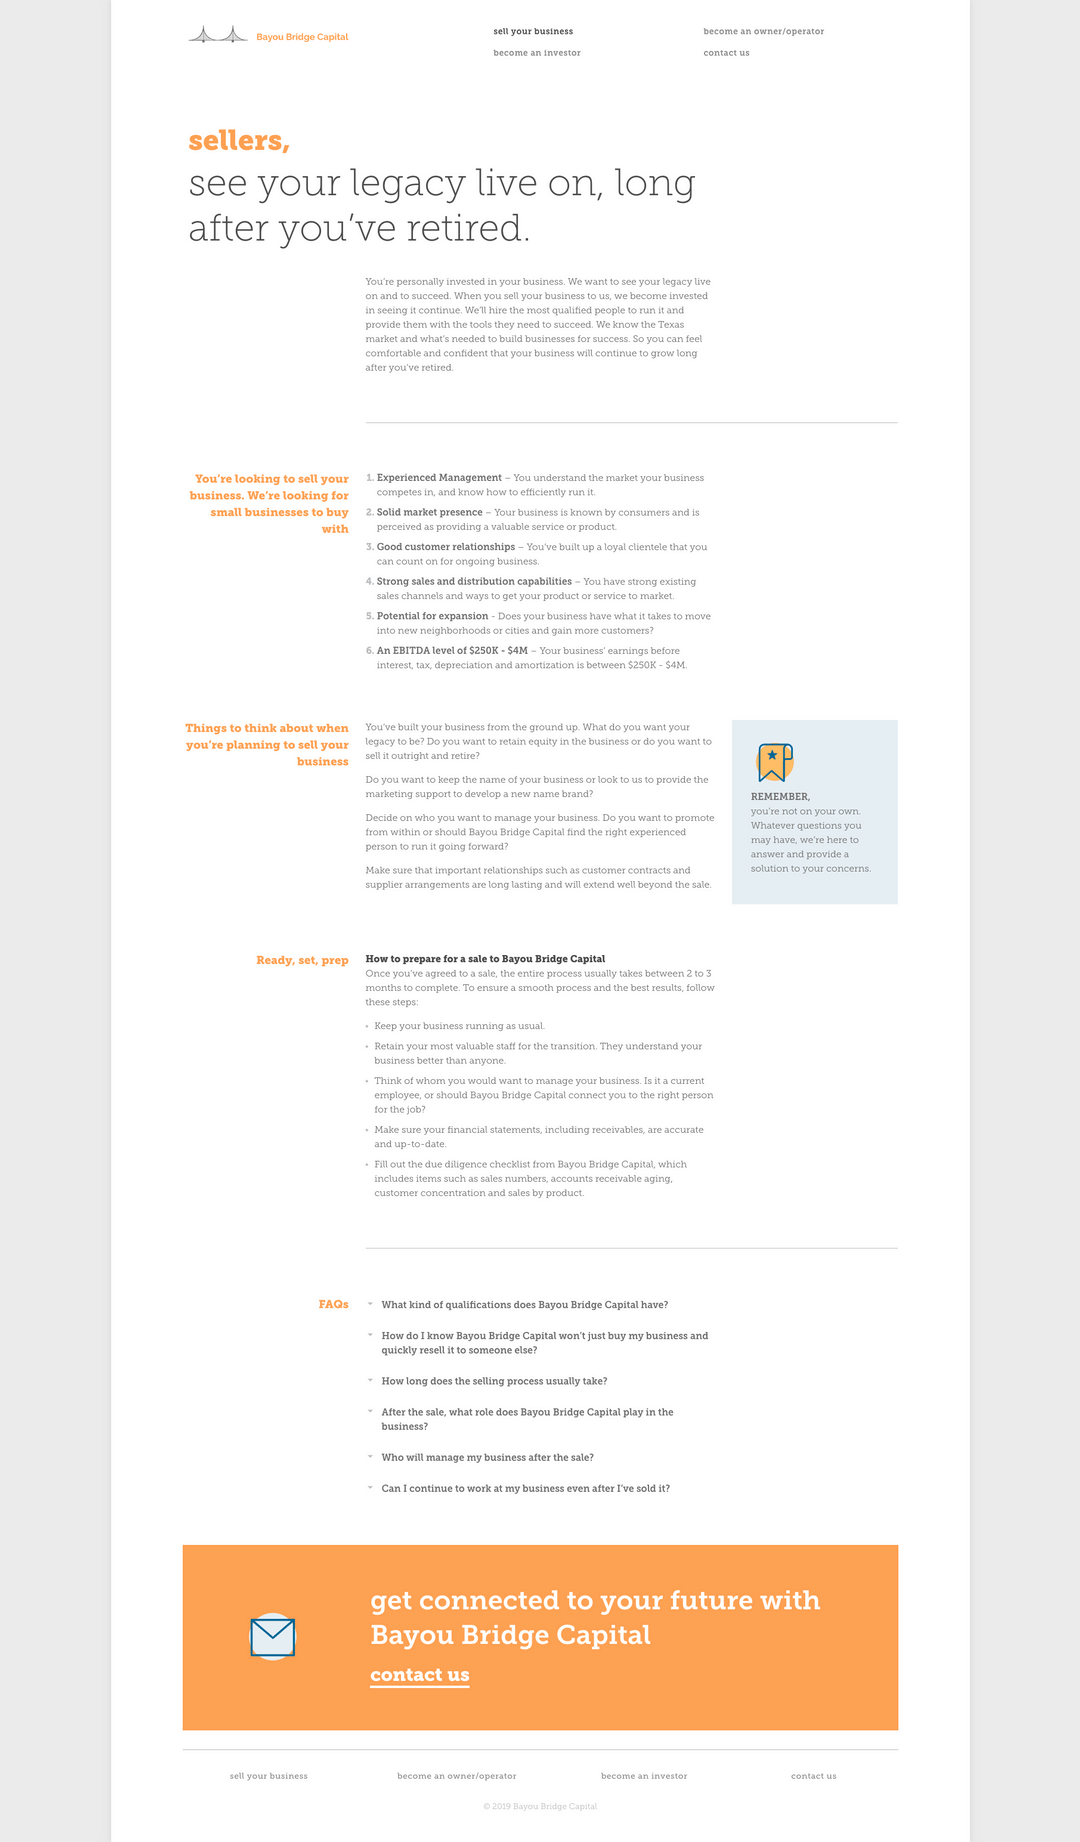 Bayou Bridge Capital
sell your business
become an owner/operator
become an investor
contact us
sellers,
see your legacy live on, long
after you’ve retired.
You’re personally invested in your business. We want to see your legacy live
on and to succeed. When you sell your business to us, we become invested
in seeing it continue. We’ll hire the most qualified people to run it and
provide them with the tools they need to succeed. We know the Texas
market and what’s needed to build businesses for success. So you can feel
comfortable and confident that your business will continue to grow long
after you’ve retired.
You’re looking to sell your
business. We’re looking for
small businesses to buy
with
1. Experienced Management – You understand the market your business
competes in, and know how to efficiently run it.
2. Solid market presence – Your business is known by consumers and is
perceived as providing a valuable service or product.
3. Good customer relationships – You’ve built up a loyal clientele that you
can count on for ongoing business.
4. Strong sales and distribution capabilities – You have strong existing
sales channels and ways to get your product or service to market.
5. Potential for expansion - Does your business have what it takes to move
into new neighborhoods or cities and gain more customers?
6. An EBITDA level of $250K - $4M – Your business’ earnings before
interest, tax, depreciation and amortization is between $250K - $4M.
Things to think about when
you’re planning to sell your
business
You’ve built your business from the ground up. What do you want your
legacy to be? Do you want to retain equity in the business or do you want to
sell it outright and retire?
Do you want to keep the name of your business or look to us to provide the
marketing support to develop a new name brand?
Decide on who you want to manage your business. Do you want to promote
from within or should Bayou Bridge Capital find the right experienced
person to run it going forward?
Make sure that important relationships such as customer contracts and
supplier arrangements are long lasting and will extend well beyond the sale.
REMEMBER,
you’re not on your own.
Whatever questions you
may have, we’re here to
answer and provide a
solution to your concerns.
Ready, set, prep
How to prepare for a sale to Bayou Bridge Capital
Once you’ve agreed to a sale, the entire process usually takes between 2 to 3
months to complete. To ensure a smooth process and the best results, follow
these steps:
• Keep your business running as usual.
• Retain your most valuable staff for the transition. They understand your
business better than anyone.
• Think of whom you would want to manage your business. Is it a current
employee, or should Bayou Bridge Capital connect you to the right person
for the job?
• Make sure your financial statements, including receivables, are accurate
and up-to-date.
• Fill out the due diligence checklist from Bayou Bridge Capital, which
includes items such as sales numbers, accounts receivable aging,
customer concentration and sales by product.
FAQs
What kind of qualifications does Bayou Bridge Capital have?
How do I know Bayou Bridge Capital won’t just buy my business and
quickly resell it to someone else?
How long does the selling process usually take?
After the sale, what role does Bayou Bridge Capital play in the
business?
Who will manage my business after the sale?
Can I continue to work at my business even after I’ve sold it?
get connected to your future with
Bayou Bridge Capital
contact us
sell your business
become an owner/operator
become an investor
contact us
© 2019 Bayou Bridge Capital